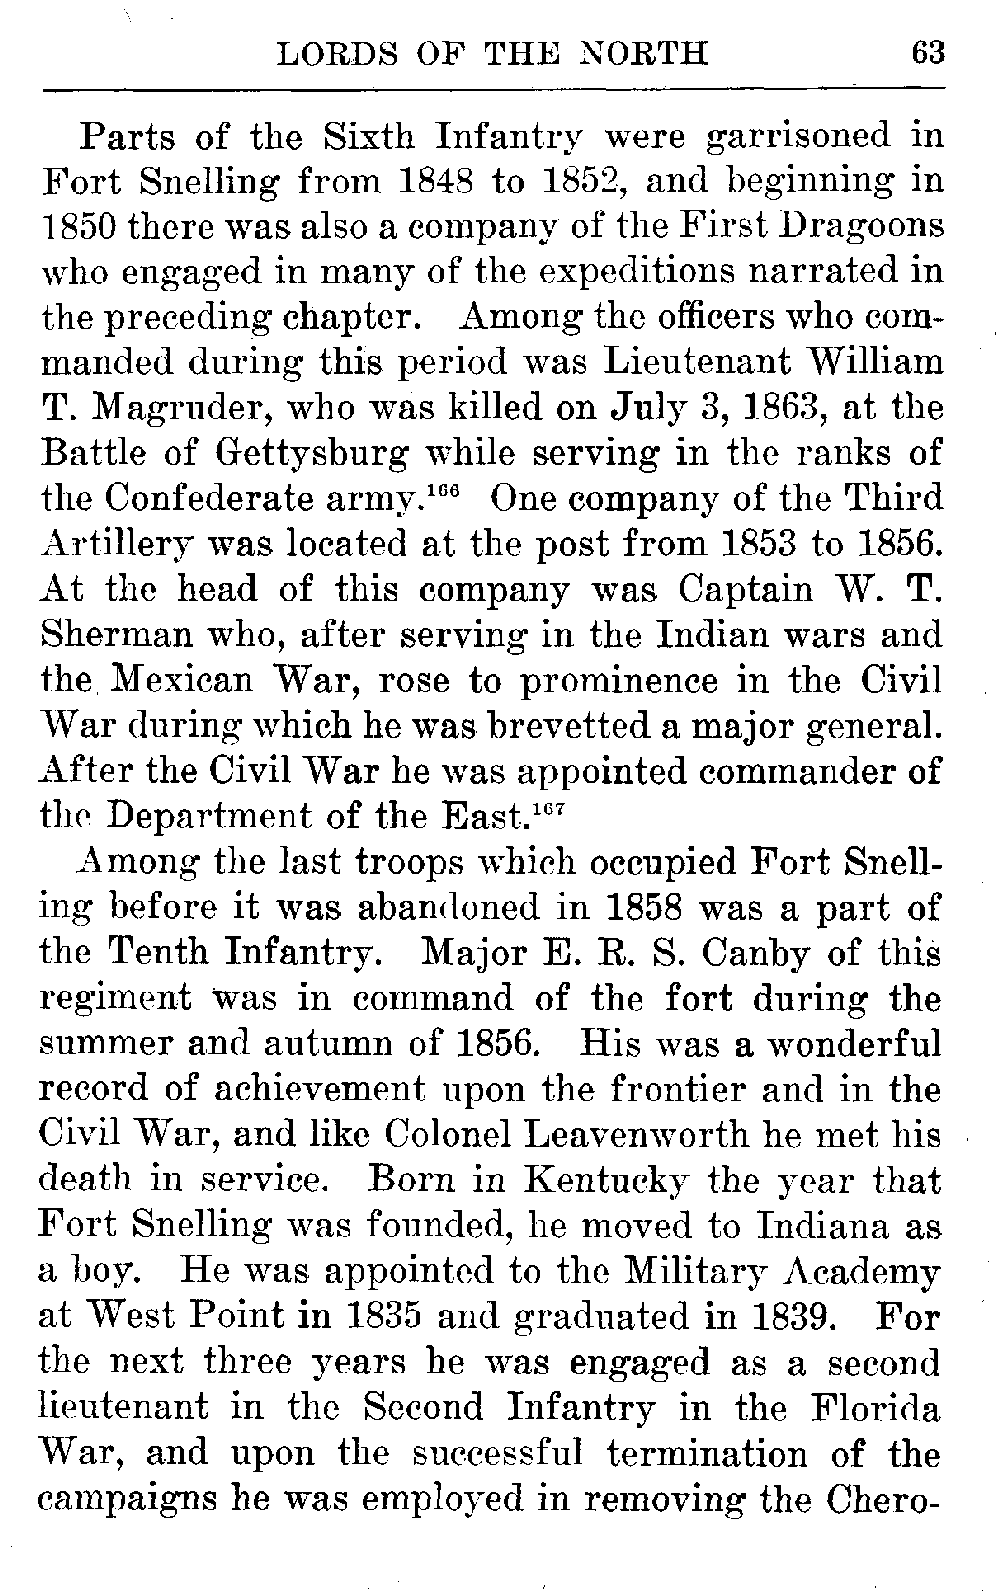 LORDS OF THE NORTH 63
Parts of the Sixth Infantry were garrisoned in
Fort Snelling from 1848 to 1852, and beginning in
1850 there was also a company of the First Dragoons
who engaged in many of the expeditions narrated in
the preceding chapter. Among the officers who com-
manded during this period was Lieutenant William
T. Magruder, who was killed on July 3, 1863, at the
Battle of Gettysburg while serving in the ranks of
the Confederate army.¹⁶⁶ One company of the Third
Artillery was located at the post from 1853 to 1856.
At the head of this company was Captain W. T.
Sherman who, after serving in the Indian wars and
the Mexican War, rose to prominence in the Civil
War during which he was brevetted a major general.
After the Civil War he was appointed commander of
the Department of the East.¹⁶⁷
Among the last troops which occupied Fort Snell-
ing before it was abandoned in 1858 was a part of
the Tenth Infantry. Major E. R. S. Canby of this
regiment was in command of the fort during the
summer and autumn of 1856. His was a wonderful
record of achievement upon the frontier and in the
Civil War, and like Colonel Leavenworth he met his
death in service. Born in Kentucky the year that
Fort Snelling was founded, he moved to Indiana as
a boy. He was appointed to the Military Academy
at West Point in 1835 and graduated in 1839. For
the next three years he was engaged as a second
lieutenant in the Second Infantry in the Florida
War, and upon the successful termination of the
campaigns he was employed in removing the Chero-